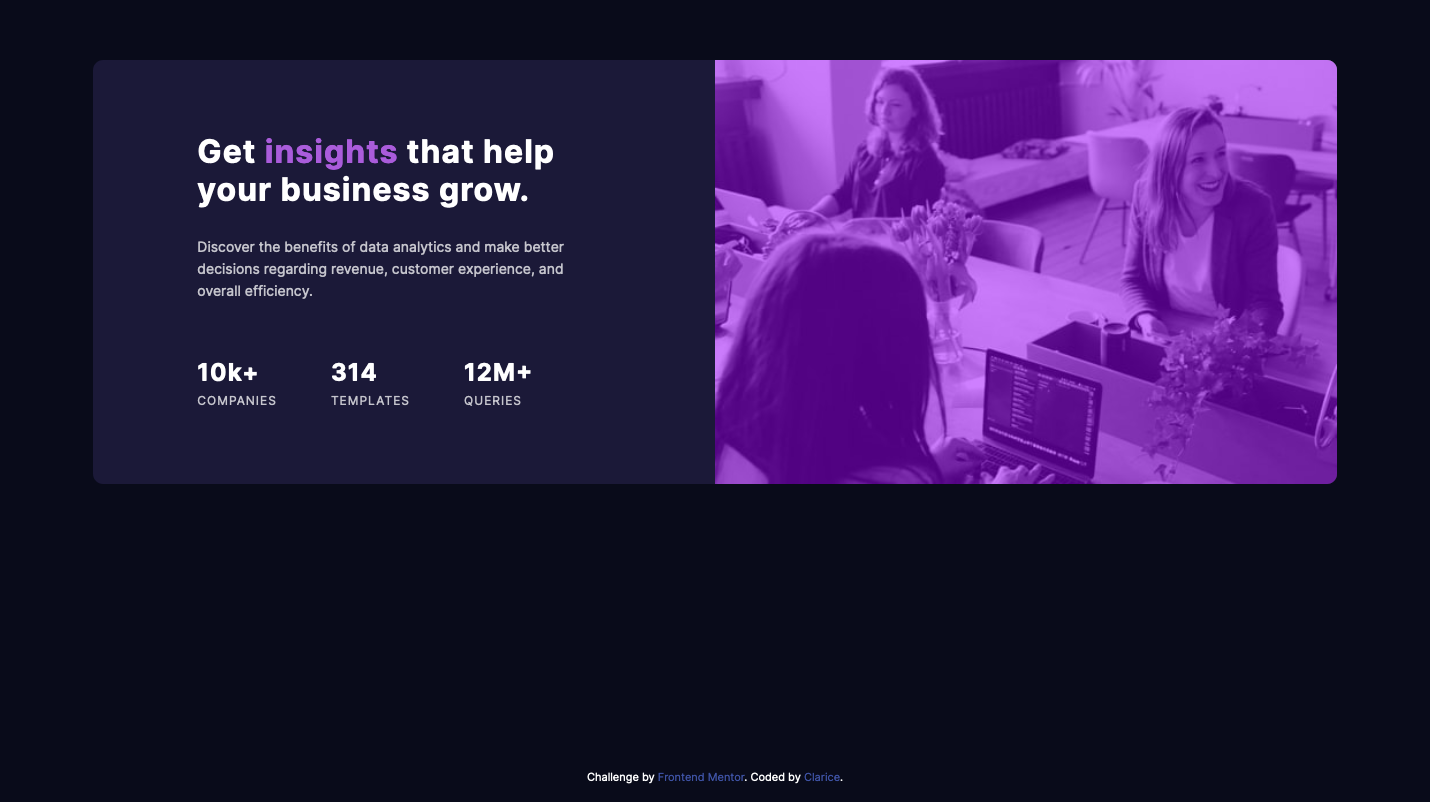 Get insights that help
your business grow.
Discover the benefits of data analytics and make better
decisions regarding revenue, customer experience, and
overall efficiency.
10k+ 314 12M+
COMPANIES TEMPLATES QUERIES
Challenge by Frontend Mentor. Coded by Clarice.